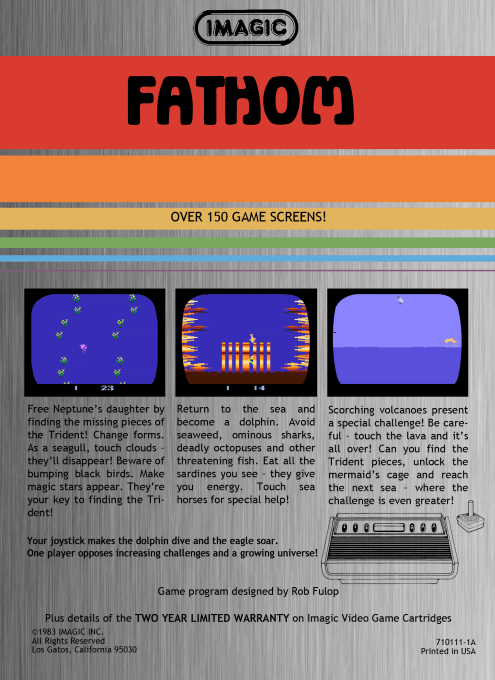 IMAGIC
FATHOM
OVER 150 GAME SCREENS!
1 23
1 14
Free Neptune's daughter by
finding the missing pieces of
the Trident! Change forms.
As a seagull, touch clouds -
they'll disappear! Beware of
bumping black birds. Make
magic stars appear. They're
your key to finding the Tri-
dent!
Return to the sea and
become a dolphin. Avoid
seaweed, ominous sharks,
deadly octopuses and other
threatening fish. Eat all the
sardines you see - they give
you energy. Touch sea
horses for special help!
Scorching volcanoes present
a special challenge! Be care-
ful - touch the lava and it's
all over! Can you find the
Trident pieces, unlock the
mermaid's cage and reach
the next sea - where the
challenge is even greater!
Your joystick makes the dolphin dive and the eagle soar.
One player opposes increasing challenges and a growing universe!
Game program designed by Rob Fulop
Plus details of the TWO YEAR LIMITED WARRANTY on Imagic Video Game Cartridges
©1983 IMAGIC INC.
All Rights Reserved
Los Gatos, California 95030
710111-1A
Printed in USA